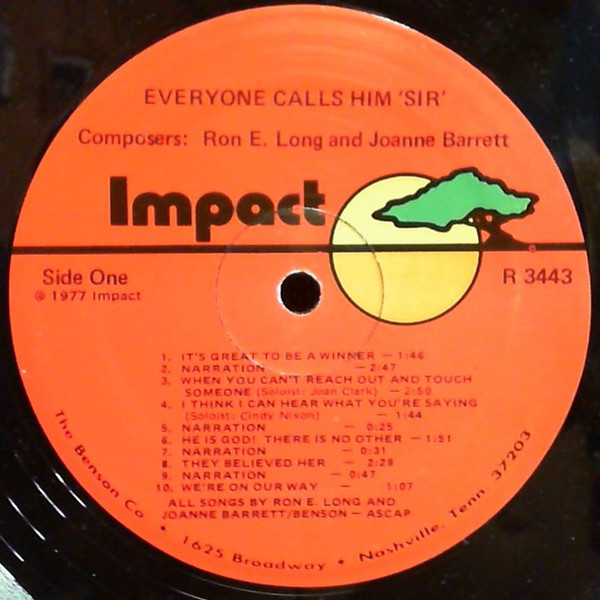 EVERYONE CALLS HIM 'SIR'
Composers: Ron E. Long and Joanne Barrett
Impact
Side One
R 3443
℗ 1977 Impact
1. IT'S GREAT TO BE A WINNER — 1:46
2. NARRATION — 2:47
3. WHEN YOU CAN'T REACH OUT AND TOUCH
SOMEONE (Soloist: Joan Clark) — 2:50
4. I THINK I CAN HEAR WHAT YOU'RE SAYING
(Soloist: Cindy Nixon) — 1:44
5. NARRATION — 0:25
6. HE IS GOD! THERE IS NO OTHER — 1:51
7. NARRATION — 0:31
8. THEY BELIEVED HER — 2:29
9. NARRATION — 0:47
10. WE'RE ON OUR WAY — 1:07
ALL SONGS BY RON E. LONG AND
JOANNE BARRETT/BENSON — ASCAP
The Benson Co • 1625 Broadway • Nashville, Tenn 37203